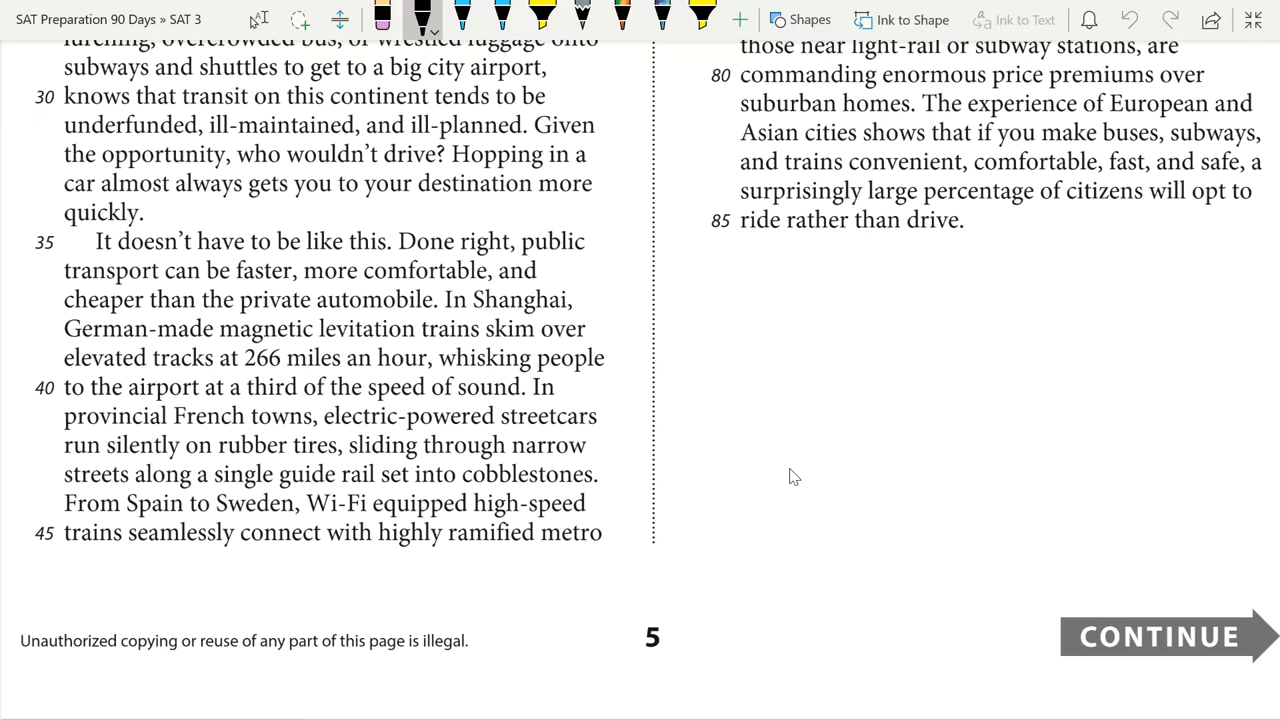 SAT Preparation 90 Days » SAT 3
Shapes
Ink to Shape
Ink to Text
lurching, overcrowded bus, or wrestled luggage onto
subways and shuttles to get to a big city airport,
30 knows that transit on this continent tends to be
underfunded, ill-maintained, and ill-planned. Given
the opportunity, who wouldn't drive? Hopping in a
car almost always gets you to your destination more
quickly.
35 It doesn't have to be like this. Done right, public
transport can be faster, more comfortable, and
cheaper than the private automobile. In Shanghai,
German-made magnetic levitation trains skim over
elevated tracks at 266 miles an hour, whisking people
40 to the airport at a third of the speed of sound. In
provincial French towns, electric-powered streetcars
run silently on rubber tires, sliding through narrow
streets along a single guide rail set into cobblestones.
From Spain to Sweden, Wi-Fi equipped high-speed
45 trains seamlessly connect with highly ramified metro
those near light-rail or subway stations, are
80 commanding enormous price premiums over
suburban homes. The experience of European and
Asian cities shows that if you make buses, subways,
and trains convenient, comfortable, fast, and safe, a
surprisingly large percentage of citizens will opt to
85 ride rather than drive.
Unauthorized copying or reuse of any part of this page is illegal.
5
CONTINUE